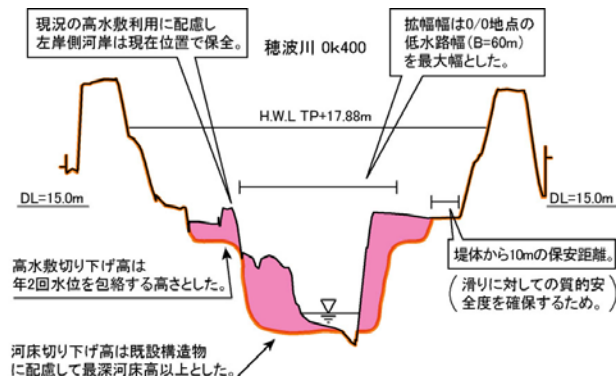 現況の高水敷利用に配慮し
左岸側河岸は現在位置で保全。
穂波川 0k400
拡幅幅は0/0地点の
低水路幅(B=60m)
を最大幅とした。
H.W.L TP+17.88m
DL=15.0m
DL=15.0m
高水敷切り下げ高は
年2回水位を包絡する高さとした。
堤体から10mの保安距離。
(滑りに対しての質的安
全度を確保するため。)
河床切り下げ高は既設構造物
に配慮して最深河床高以上とした。